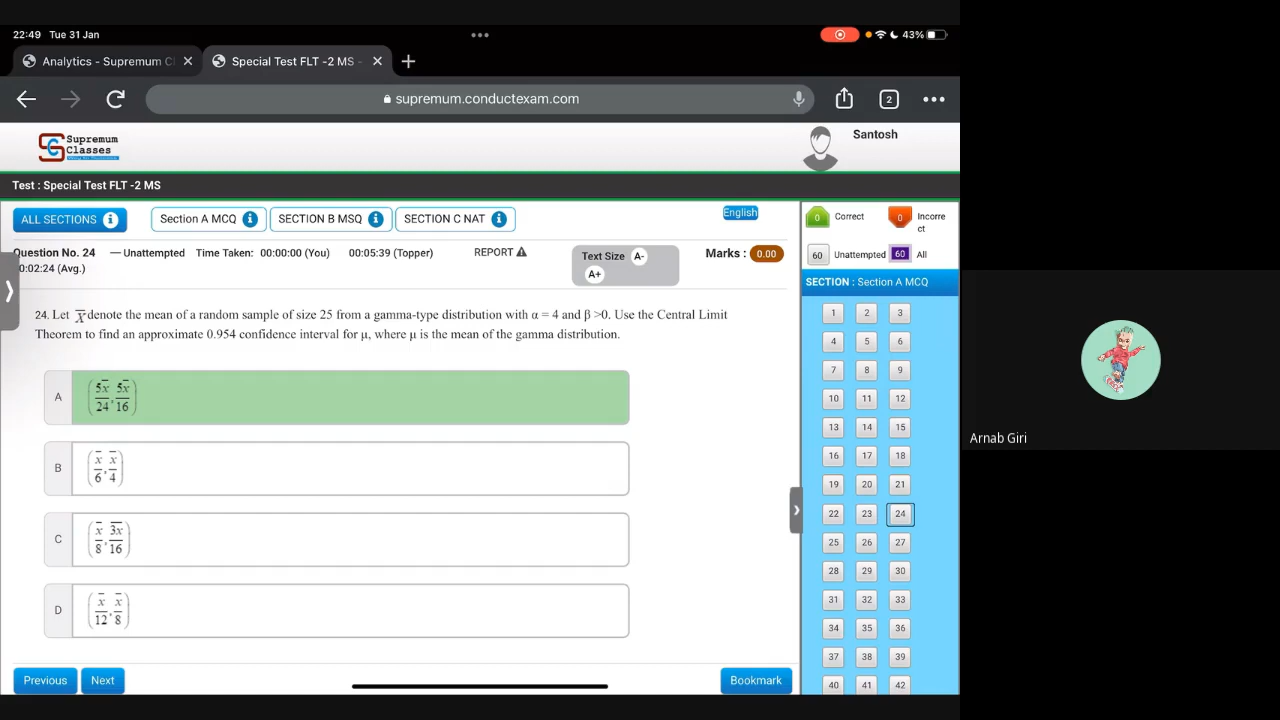 22:49 Tue 31 Jan
43%
Analytics - Supremum Cl
Special Test FLT -2 MS -
supremum.conductexam.com
2
Supremum
Classes
Santosh
Test : Special Test FLT -2 MS
ALL SECTIONS
Section A MCQ
SECTION B MSQ
SECTION C NAT
English
0 Correct
0 Incorre
ct
Question No. 24 — Unattempted Time Taken: 00:00:00 (You) 00:05:39 (Topper)
00:02:24 (Avg.)
REPORT
Text Size A-
A+
Marks : 0.00
60 Unattempted 60 All
SECTION : Section A MCQ
24. Let x̄ denote the mean of a random sample of size 25 from a gamma-type distribution with α = 4 and β >0. Use the Central Limit
Theorem to find an approximate 0.954 confidence interval for μ, where μ is the mean of the gamma distribution.
A (5x̄/24, 5x̄/16)
B (x̄/6, x̄/4)
C (x̄/8, 3x̄/16)
D (x̄/12, x̄/8)
1 2 3
4 5 6
7 8 9
10 11 12
13 14 15
16 17 18
19 20 21
22 23 24
25 26 27
28 29 30
31 32 33
34 35 36
37 38 39
40 41 42
Previous
Next
Bookmark
Arnab Giri